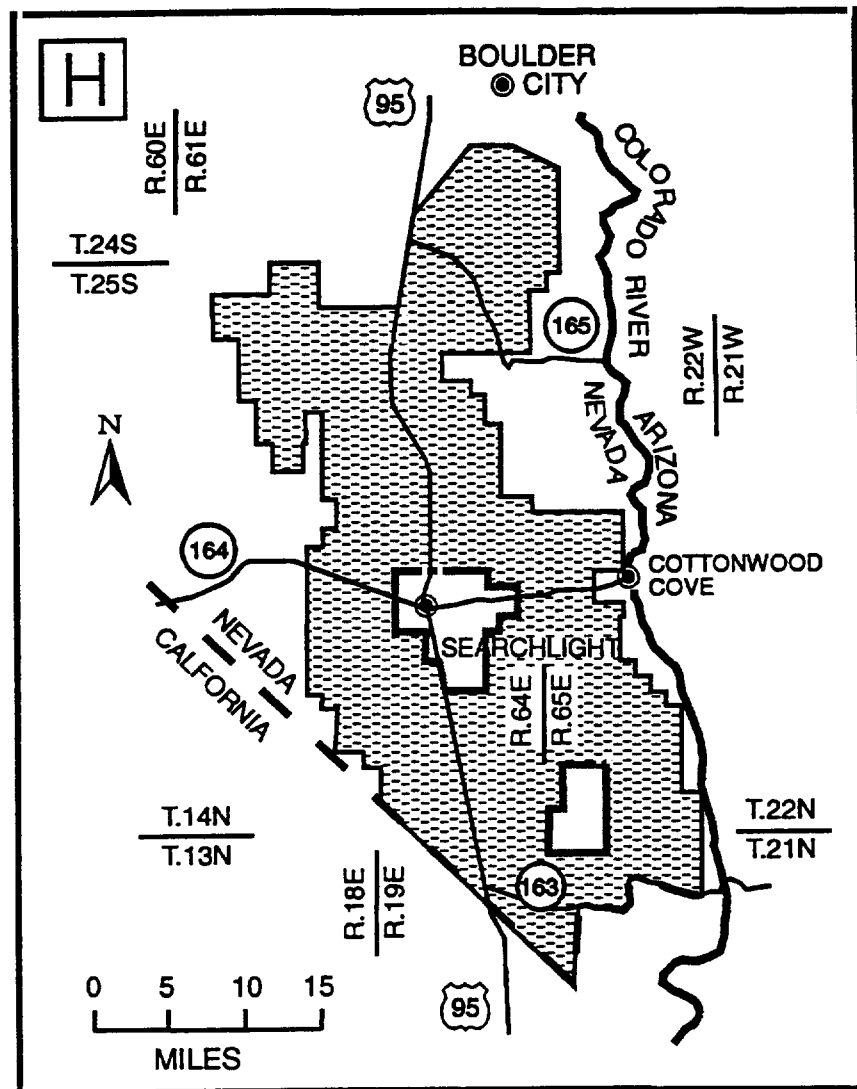 H
BOULDER
CITY
95
R.60E
R.61E
COLORADO RIVER
T.24S
T.25S
165
R.22W
R.21W
NEVADA
ARIZONA
N
164
COTTONWOOD
COVE
NEVADA
CALFORNIA
SEARCHLIGHT
R.64E
R.65E
T.14N
T.13N
T.22N
T.21N
R.18E
R.19E
163
0 5 10 15
MILES
95